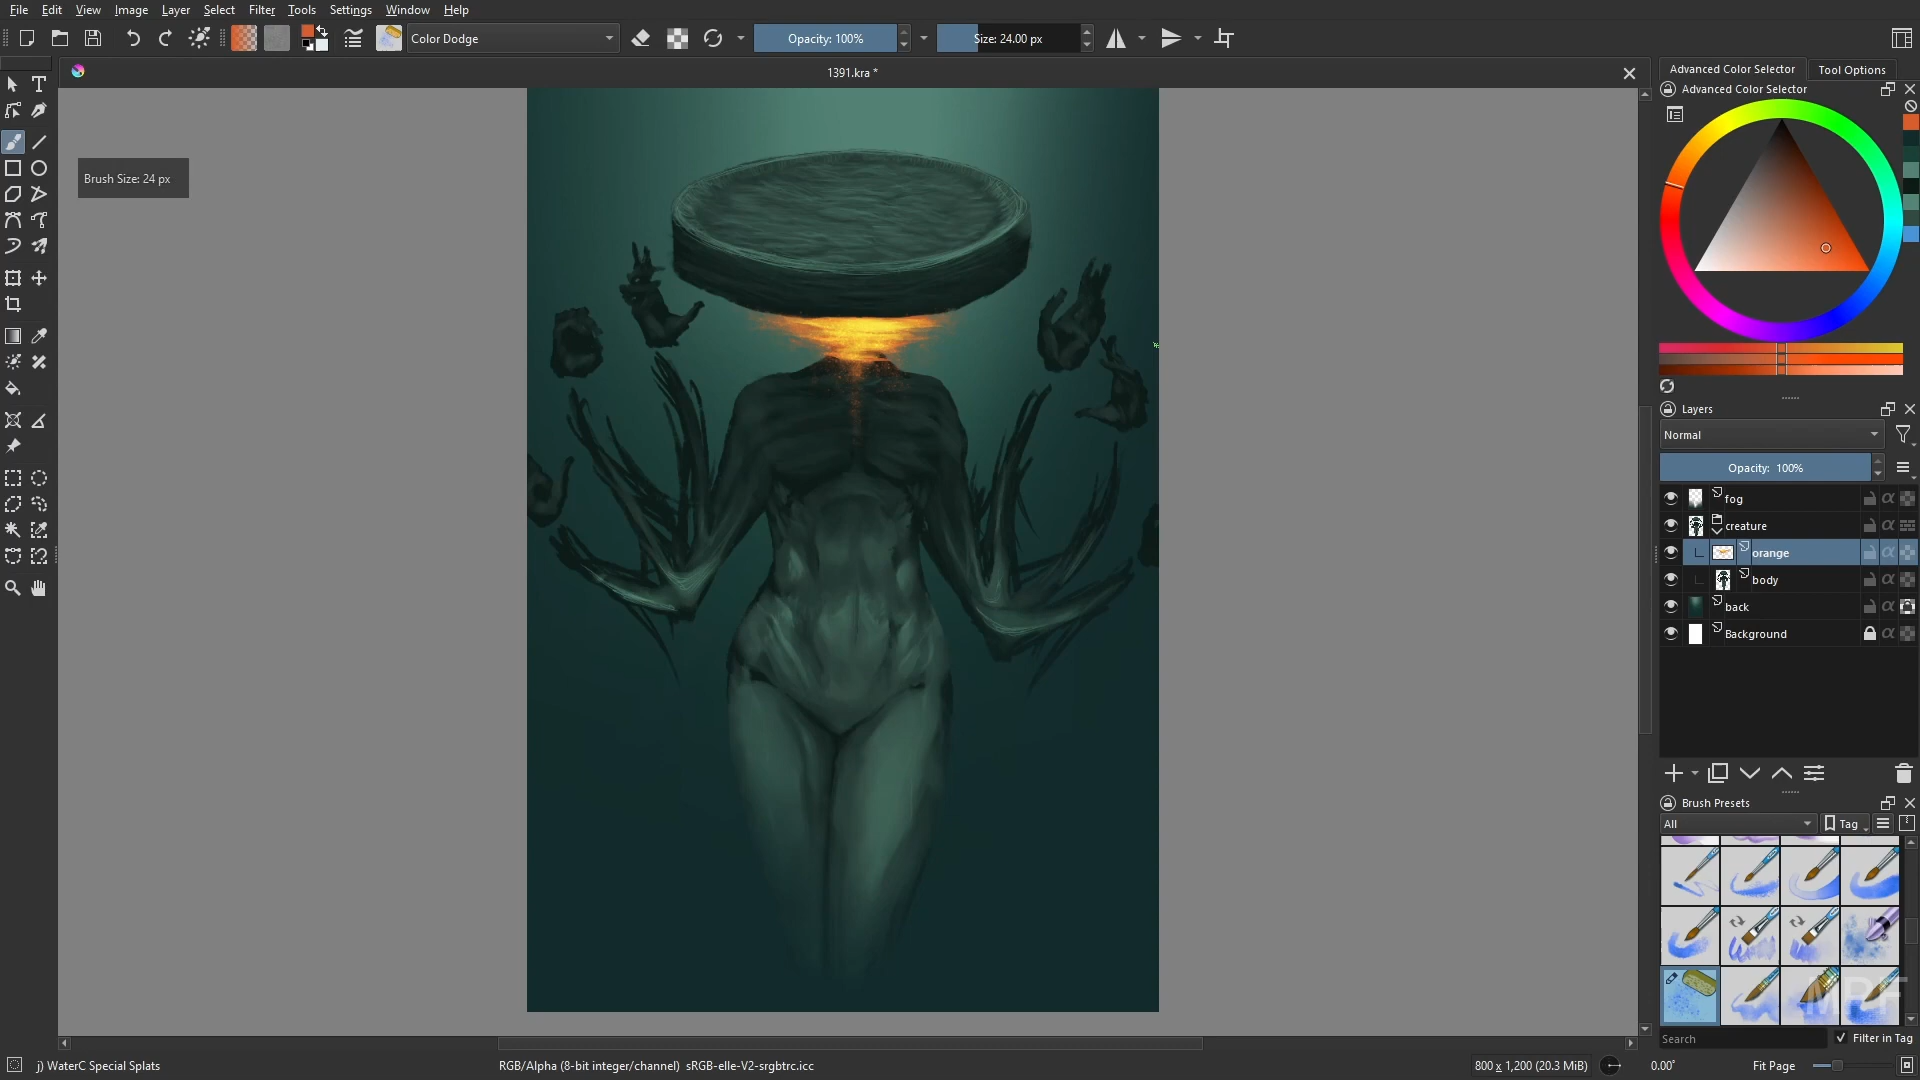 File Edit View Image Layer Filter Tools Settings Window Help
Color Dodge Opacity: 100% Size: 24.00 px
1391.kra *
Brush Size: 24 px
Advanced Color Selector Tool Options
Advanced Color Selector
Layers
Normal
Opacity: 100%
fog
creature
orange
body
back
Background
Brush Presets
All Tag
MPF
Search Filter in Tag
j) WaterC Special Splats RGB/Alpha (8-bit integer/channel) sRGB-elle-V2-srgbtrc.icc 800 x 1,200 (20.3 MiB) 0.00° Fit Page